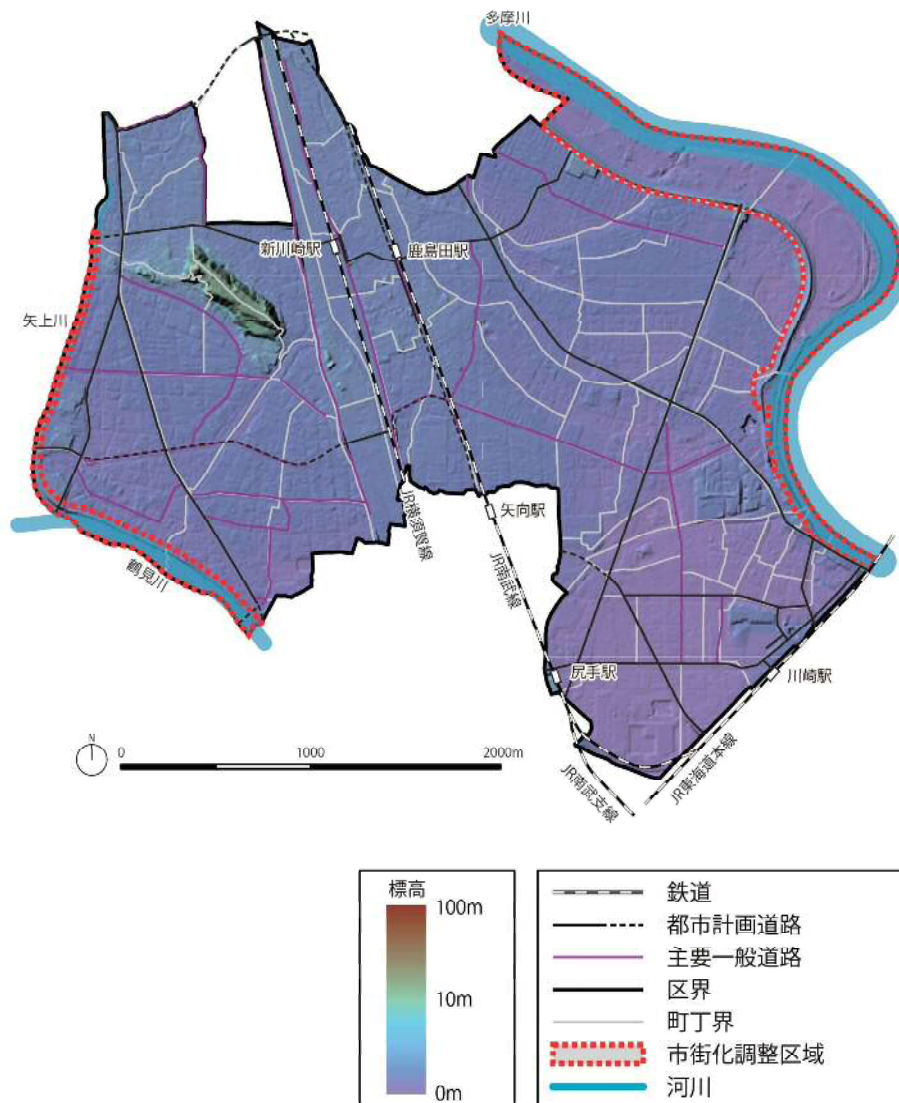 多摩川
新川崎駅
鹿島田駅
矢上川
矢向駅
JR横須賀線
JR南武線
鶴見川
尻手駅
川崎駅
N
0
1000
2000m
JR南武支線
JR東海道本線
標高
100m
10m
0m
鉄道
都市計画道路
主要一般道路
区界
町丁界
市街化調整区域
河川